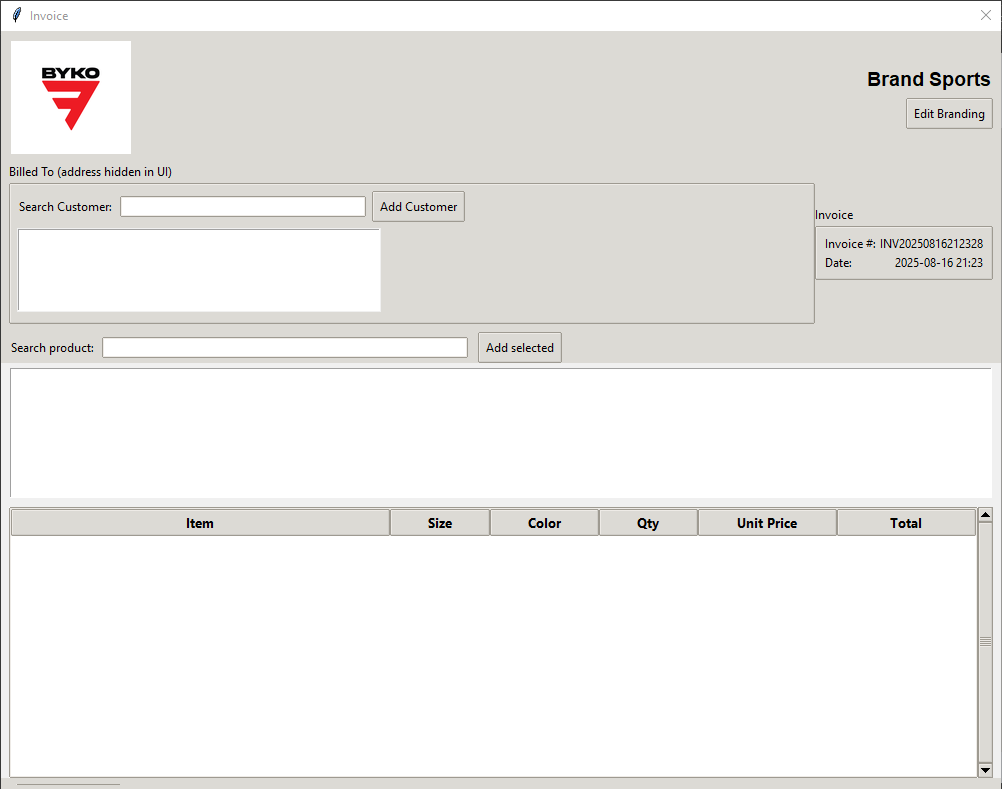 Invoice
BYKO
Brand Sports
Edit Branding
Billed To (address hidden in UI)
Search Customer:
Add Customer
Invoice
Invoice #: INV20250816212328
Date: 2025-08-16 21:23
Search product:
Add selected
Item Size Color Qty Unit Price Total